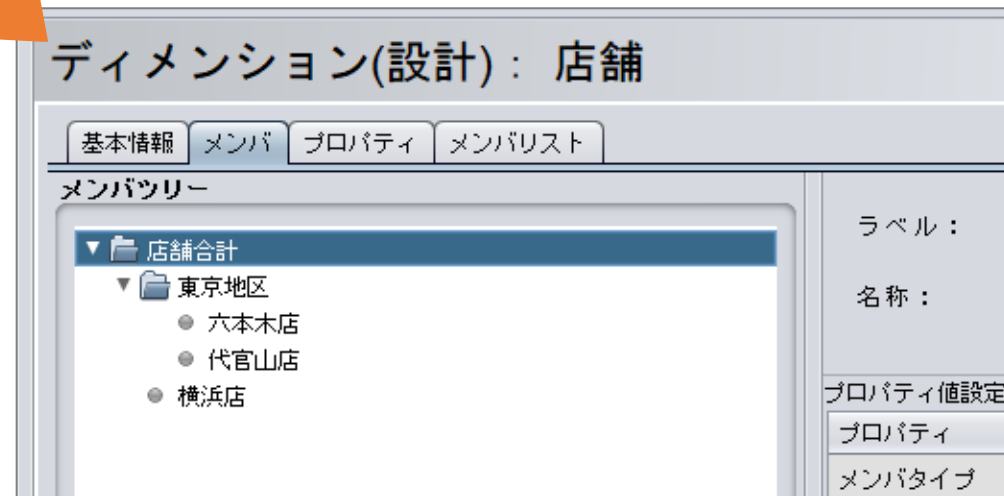 ディメンション(設計)： 店舗
基本情報 メンバ プロパティ メンバリスト
メンバツリー
店舗合計
東京地区
六本木店
代官山店
横浜店
ラベル：
名称：
プロパティ値設定
プロパティ
メンバタイプ